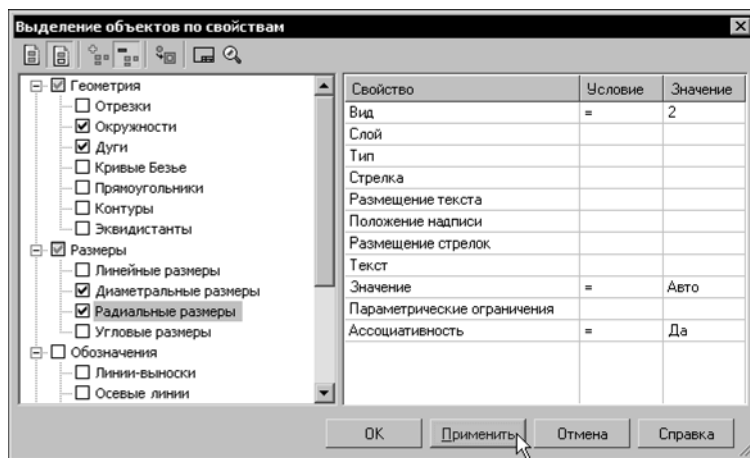 Выделение объектов по свойствам
Геометрия
Отрезки
Окружности
Дуги
Кривые Безье
Прямоугольники
Контуры
Эквидистанты
Размеры
Линейные размеры
Диаметральные размеры
Радиальные размеры
Угловые размеры
Обозначения
Линии-выноски
Осевые линии
Свойство Условие Значение
Вид = 2
Слой
Тип
Стрелка
Размещение текста
Положение надписи
Размещение стрелок
Текст
Значение = Авто
Параметрические ограничения
Ассоциативность = Да
OK Применить Отмена Справка